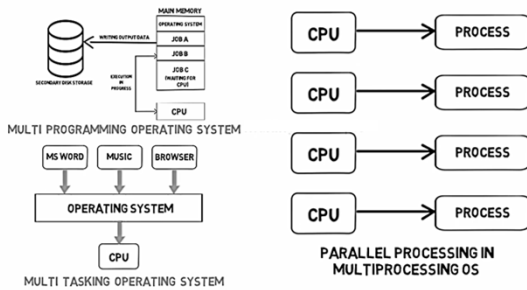 MAIN MEMORY
OPERATING SYSTEM
WRITING OUTPUT DATA
JOB A
JOB B
JOB C
(WAITING FOR
CPU)
EXECUTION
IN
PROGRESS
SECONDARY DISK STORAGE
CPU
MULTI PROGRAMMING OPERATING SYSTEM
MS WORD
MUSIC
BROWSER
OPERATING SYSTEM
CPU
MULTI TASKING OPERATING SYSTEM
CPU
PROCESS
CPU
PROCESS
CPU
PROCESS
CPU
PROCESS
PARALLEL PROCESSING IN
MULTIPROCESSING OS